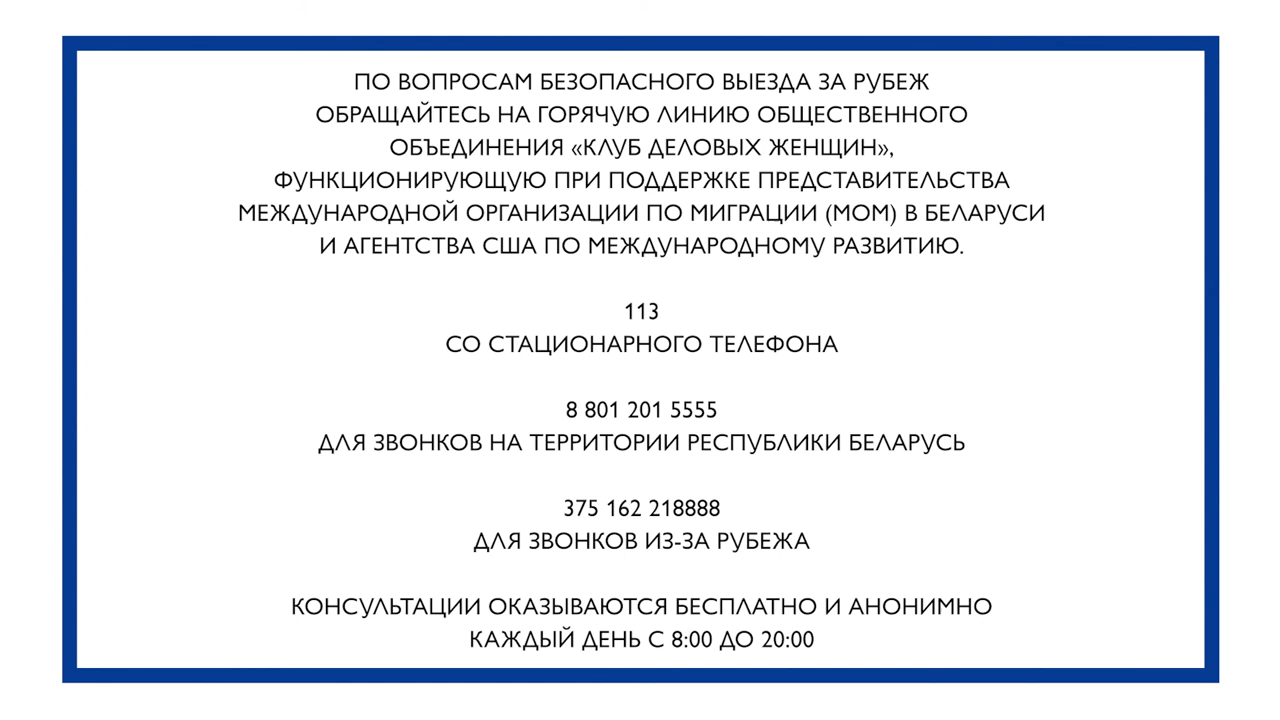 ПО ВОПРОСАМ БЕЗОПАСНОГО ВЫЕЗДА ЗА РУБЕЖ
ОБРАЩАЙТЕСЬ НА ГОРЯЧУЮ ЛИНИЮ ОБЩЕСТВЕННОГО
ОБЪЕДИНЕНИЯ «КЛУБ ДЕЛОВЫХ ЖЕНЩИН»,
ФУНКЦИОНИРУЮЩУЮ ПРИ ПОДДЕРЖКЕ ПРЕДСТАВИТЕЛЬСТВА
МЕЖДУНАРОДНОЙ ОРГАНИЗАЦИИ ПО МИГРАЦИИ (МОМ) В БЕЛАРУСИ
И АГЕНТСТВА США ПО МЕЖДУНАРОДНОМУ РАЗВИТИЮ.
113
СО СТАЦИОНАРНОГО ТЕЛЕФОНА
8 801 201 5555
ДЛЯ ЗВОНКОВ НА ТЕРРИТОРИИ РЕСПУБЛИКИ БЕЛАРУСЬ
375 162 218888
ДЛЯ ЗВОНКОВ ИЗ-ЗА РУБЕЖА
КОНСУЛЬТАЦИИ ОКАЗЫВАЮТСЯ БЕСПЛАТНО И АНОНИМНО
КАЖДЫЙ ДЕНЬ С 8:00 ДО 20:00